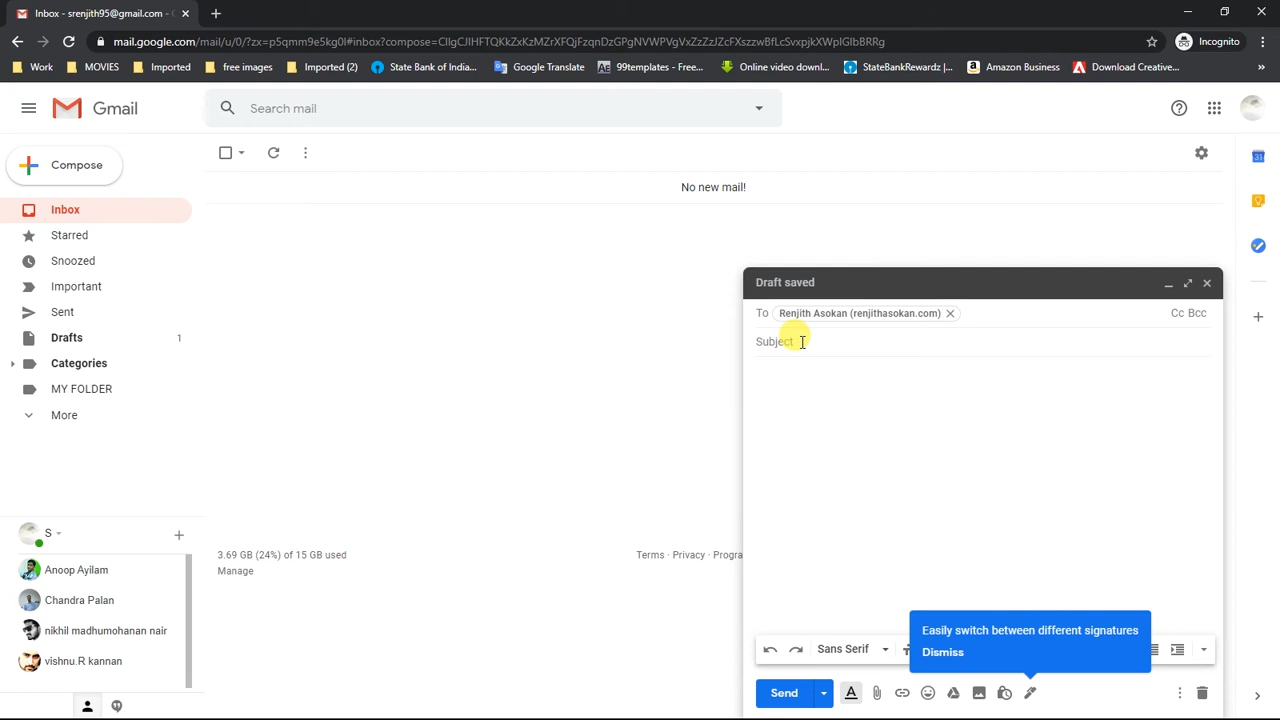 Inbox - srenjith95@gmail.com -
mail.google.com/mail/u/0/?zx=p5qmm9e5kg0l#inbox?compose=CllgCJlHFTQKkZxKzMZrXFQjFzqnDzGPgNVWPVgVxZzZzJZcFXszzwBfLcSvxpjkXWplGlbBRRg
Incognito
Work
MOVIES
Imported
free images
Imported (2)
State Bank of Indi...
Google Translate
99templates - Free...
Online video downl...
StateBankRewardz |...
Amazon Business
Download Creative...
»
Gmail
Search mail
Compose
No new mail!
Inbox
Starred
Snoozed
Important
Sent
Drafts 1
Categories
MY FOLDER
More
Draft saved
To Renjith Asokan (renjithasokan.com) Cc Bcc
Subject
S
Anoop Ayilam
Chandra Palan
nikhil madhumohanan nair
vishnu.R kannan
3.69 GB (24%) of 15 GB used
Manage
Terms · Privacy · Progra
Easily switch between different signatures
Dismiss
Sans Serif
Send
31